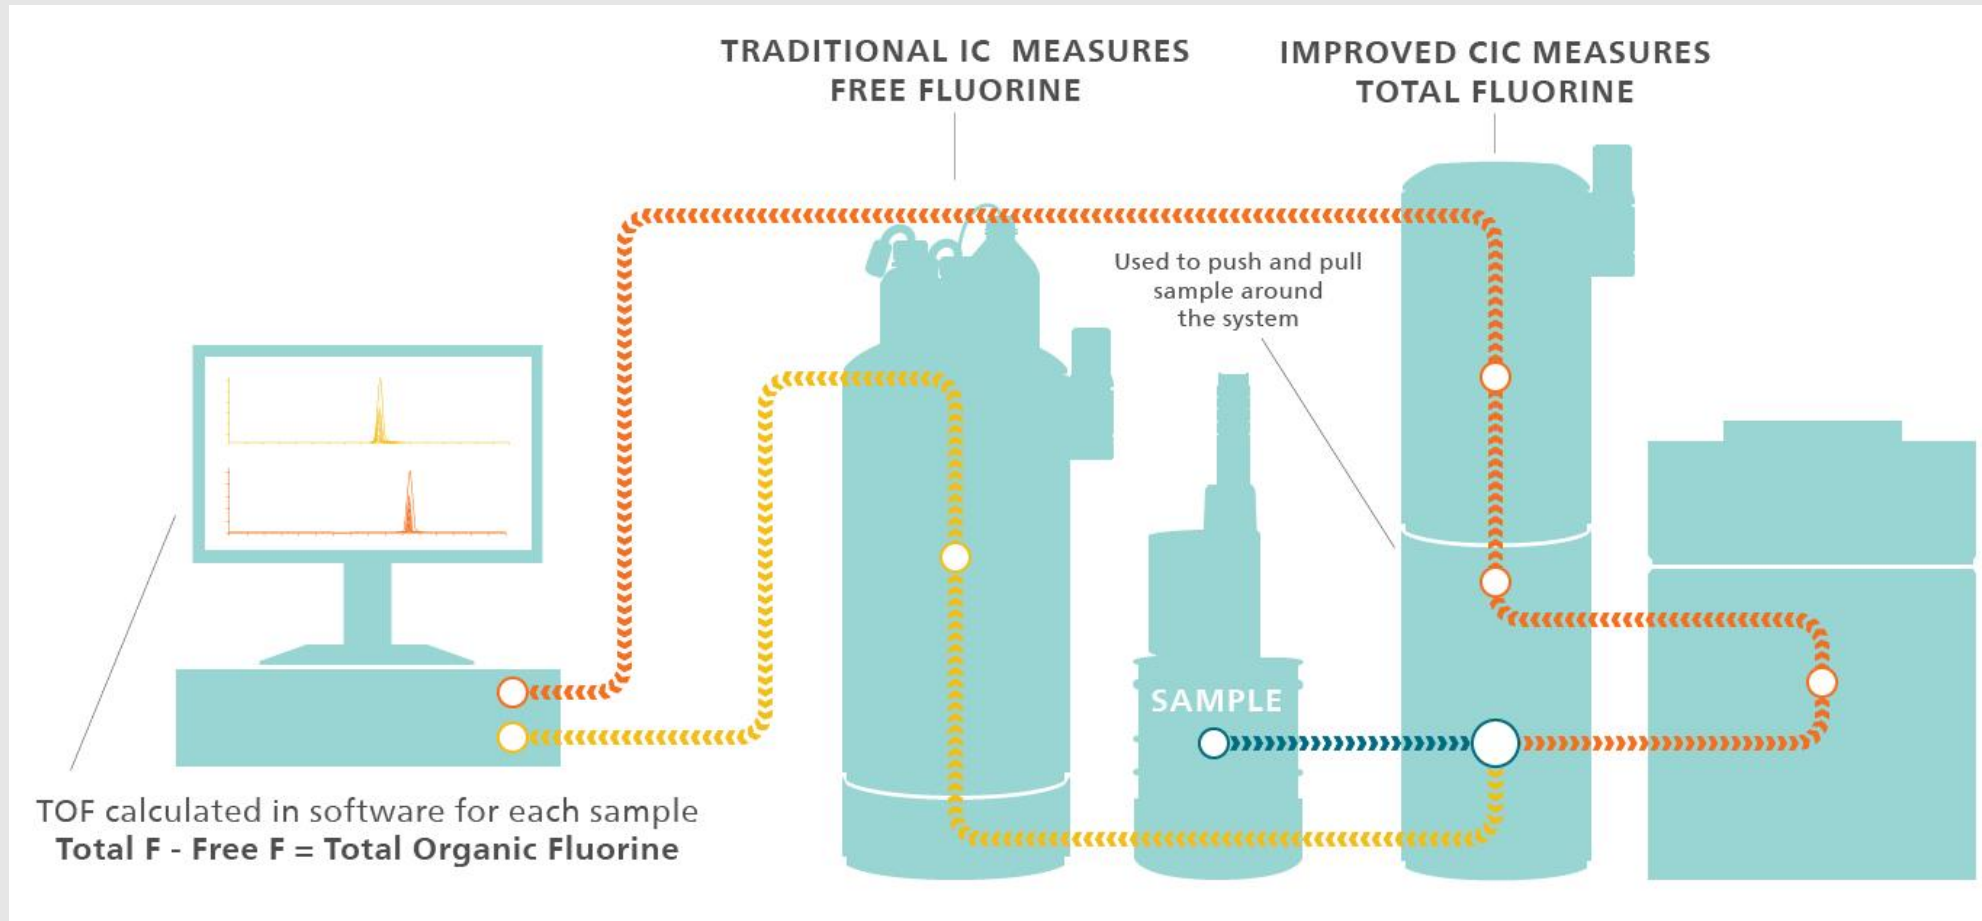 TRADITIONAL IC  MEASURES
FREE FLUORINE
IMPROVED CIC MEASURES
TOTAL FLUORINE
Used to push and pull
sample around
the system
SAMPLE
TOF calculated in software for each sample
Total F - Free F = Total Organic Fluorine